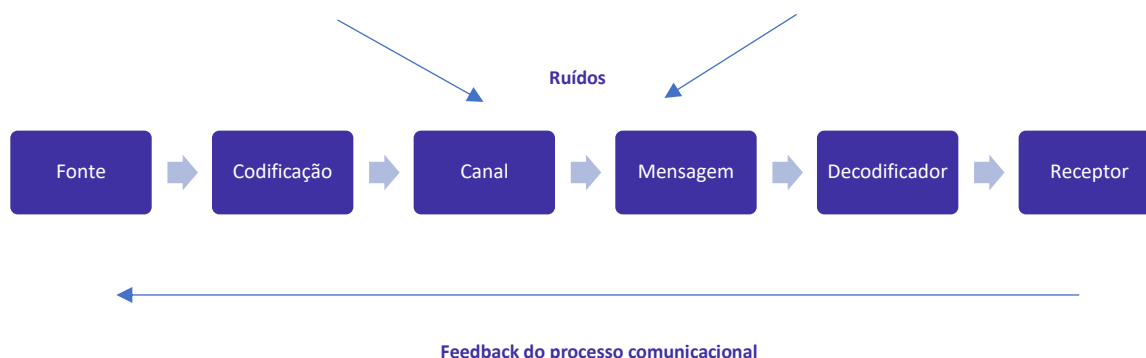 Ruídos
Fonte
Codificação
Canal
Mensagem
Decodificador
Receptor
Feedback do processo comunicacional